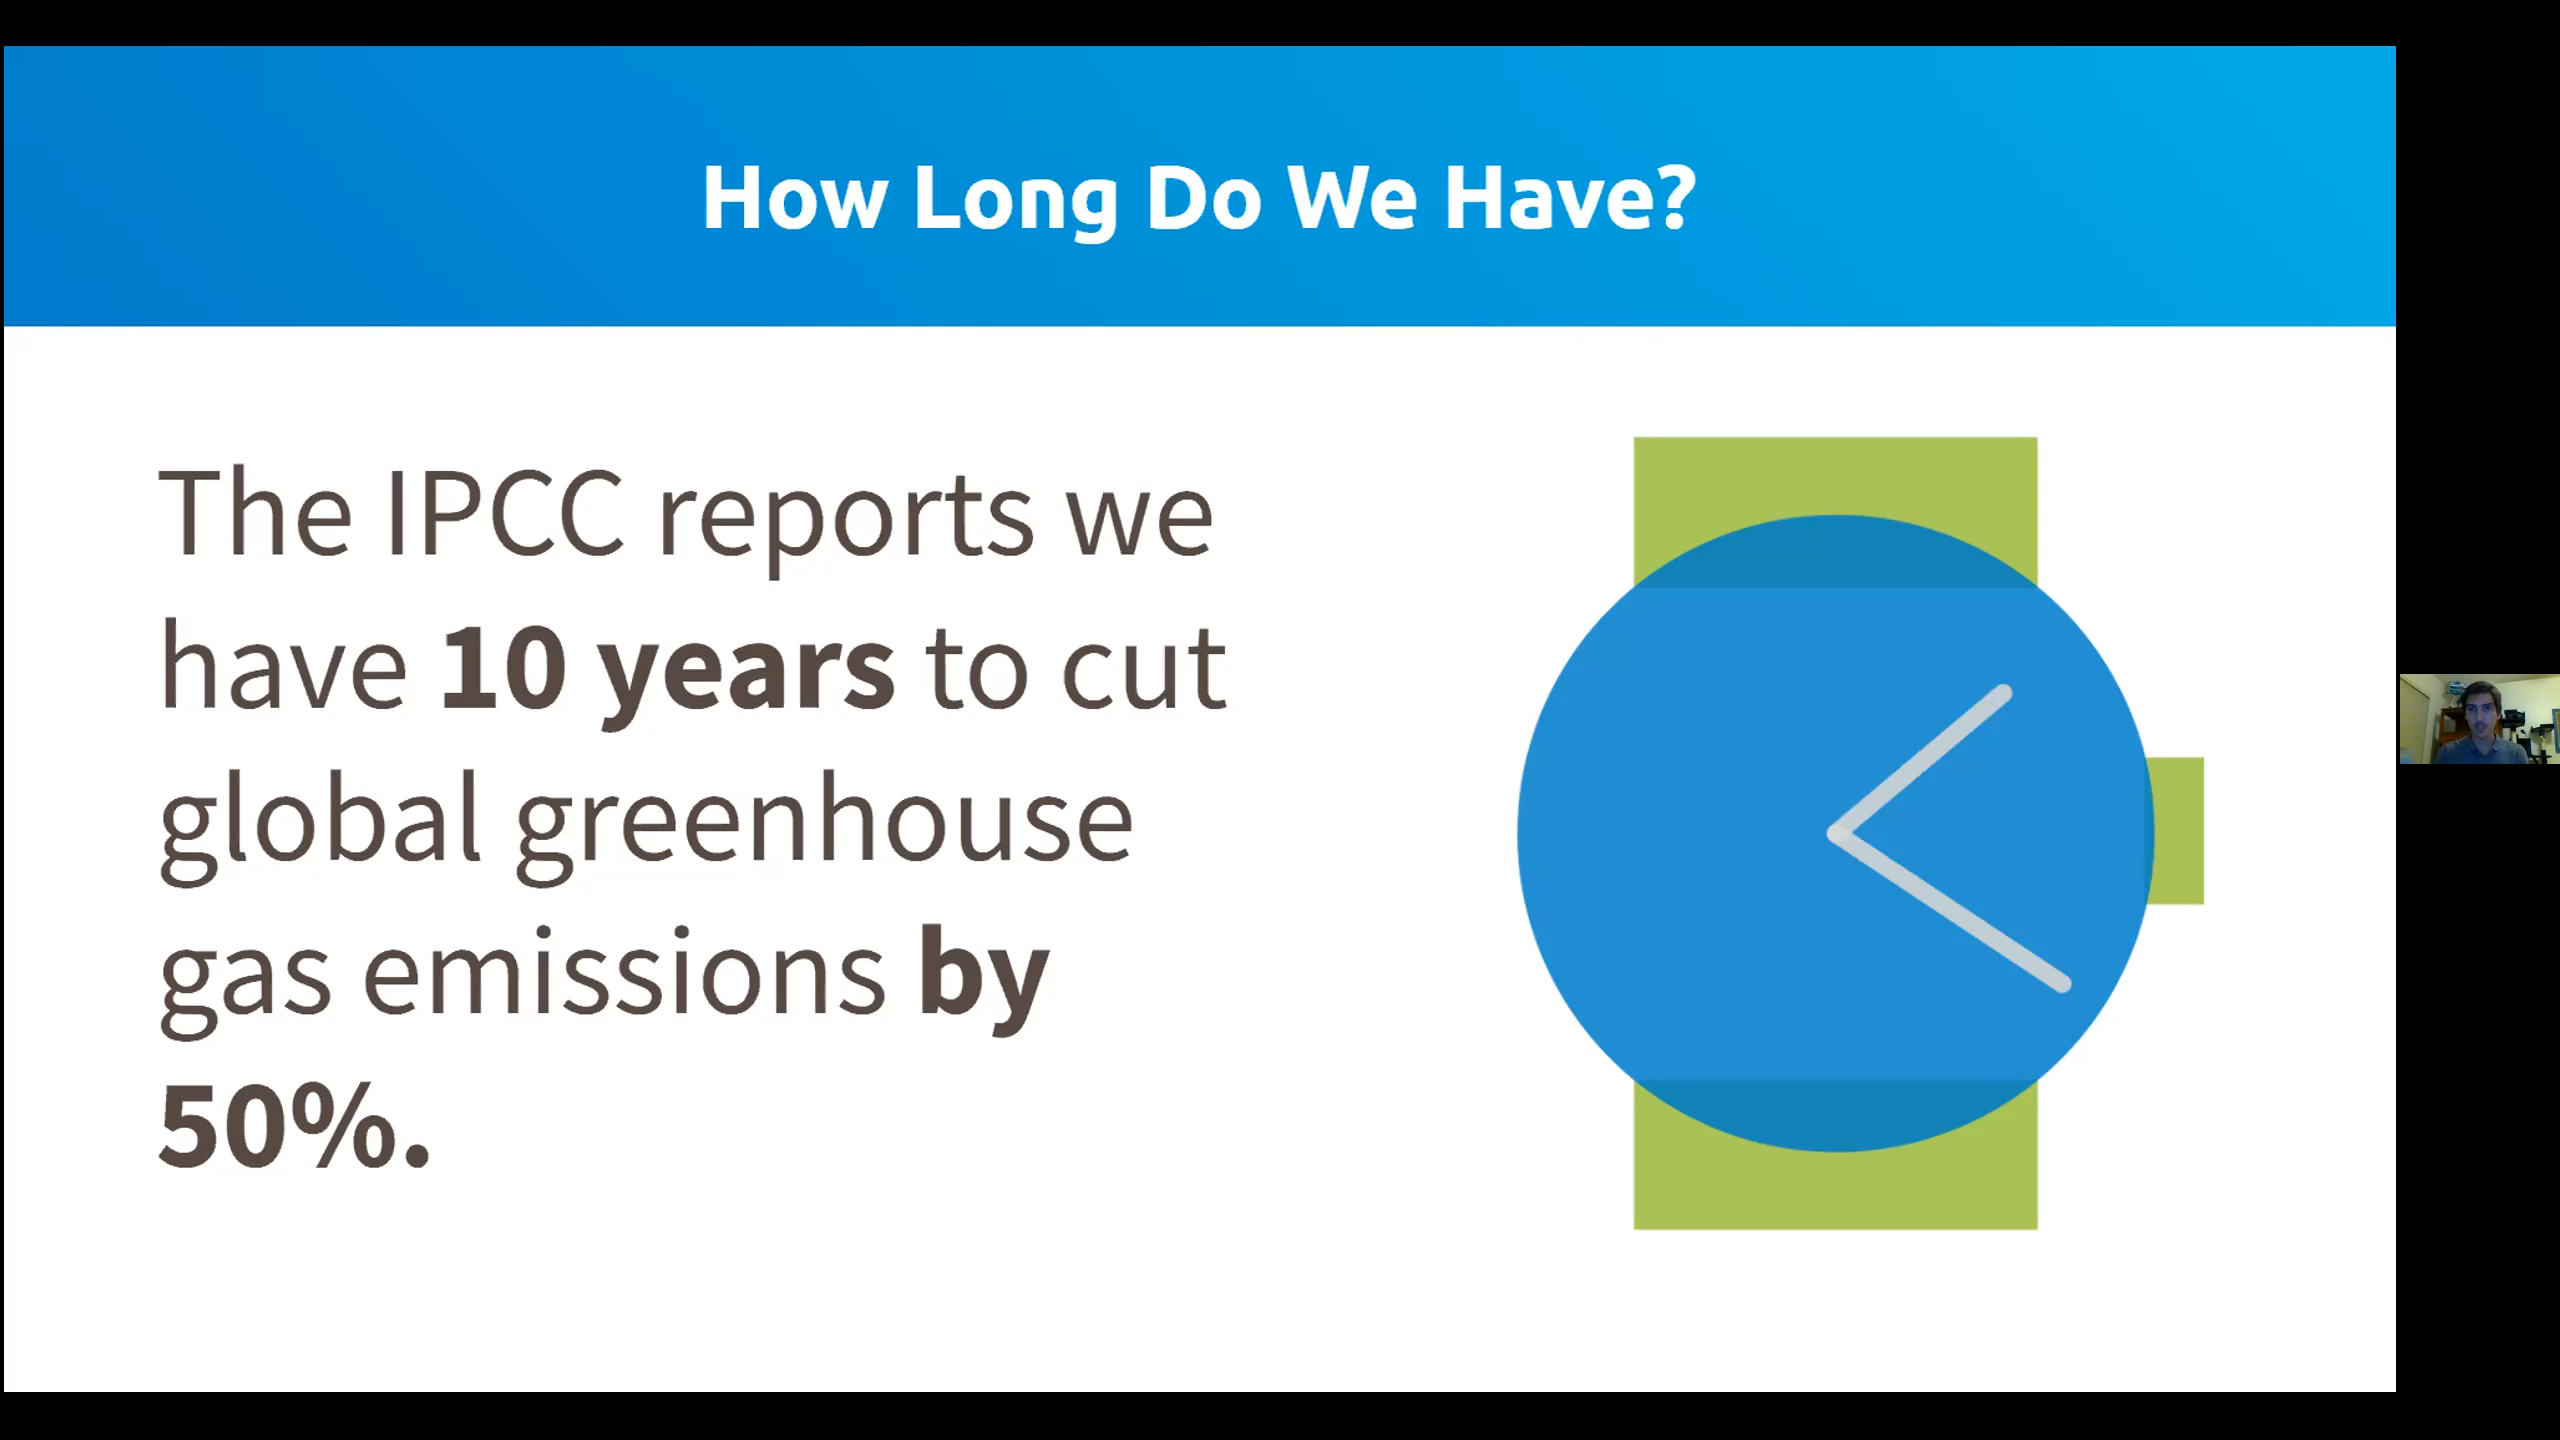 How Long Do We Have?
The IPCC reports we
have 10 years to cut
global greenhouse
gas emissions by
50%.